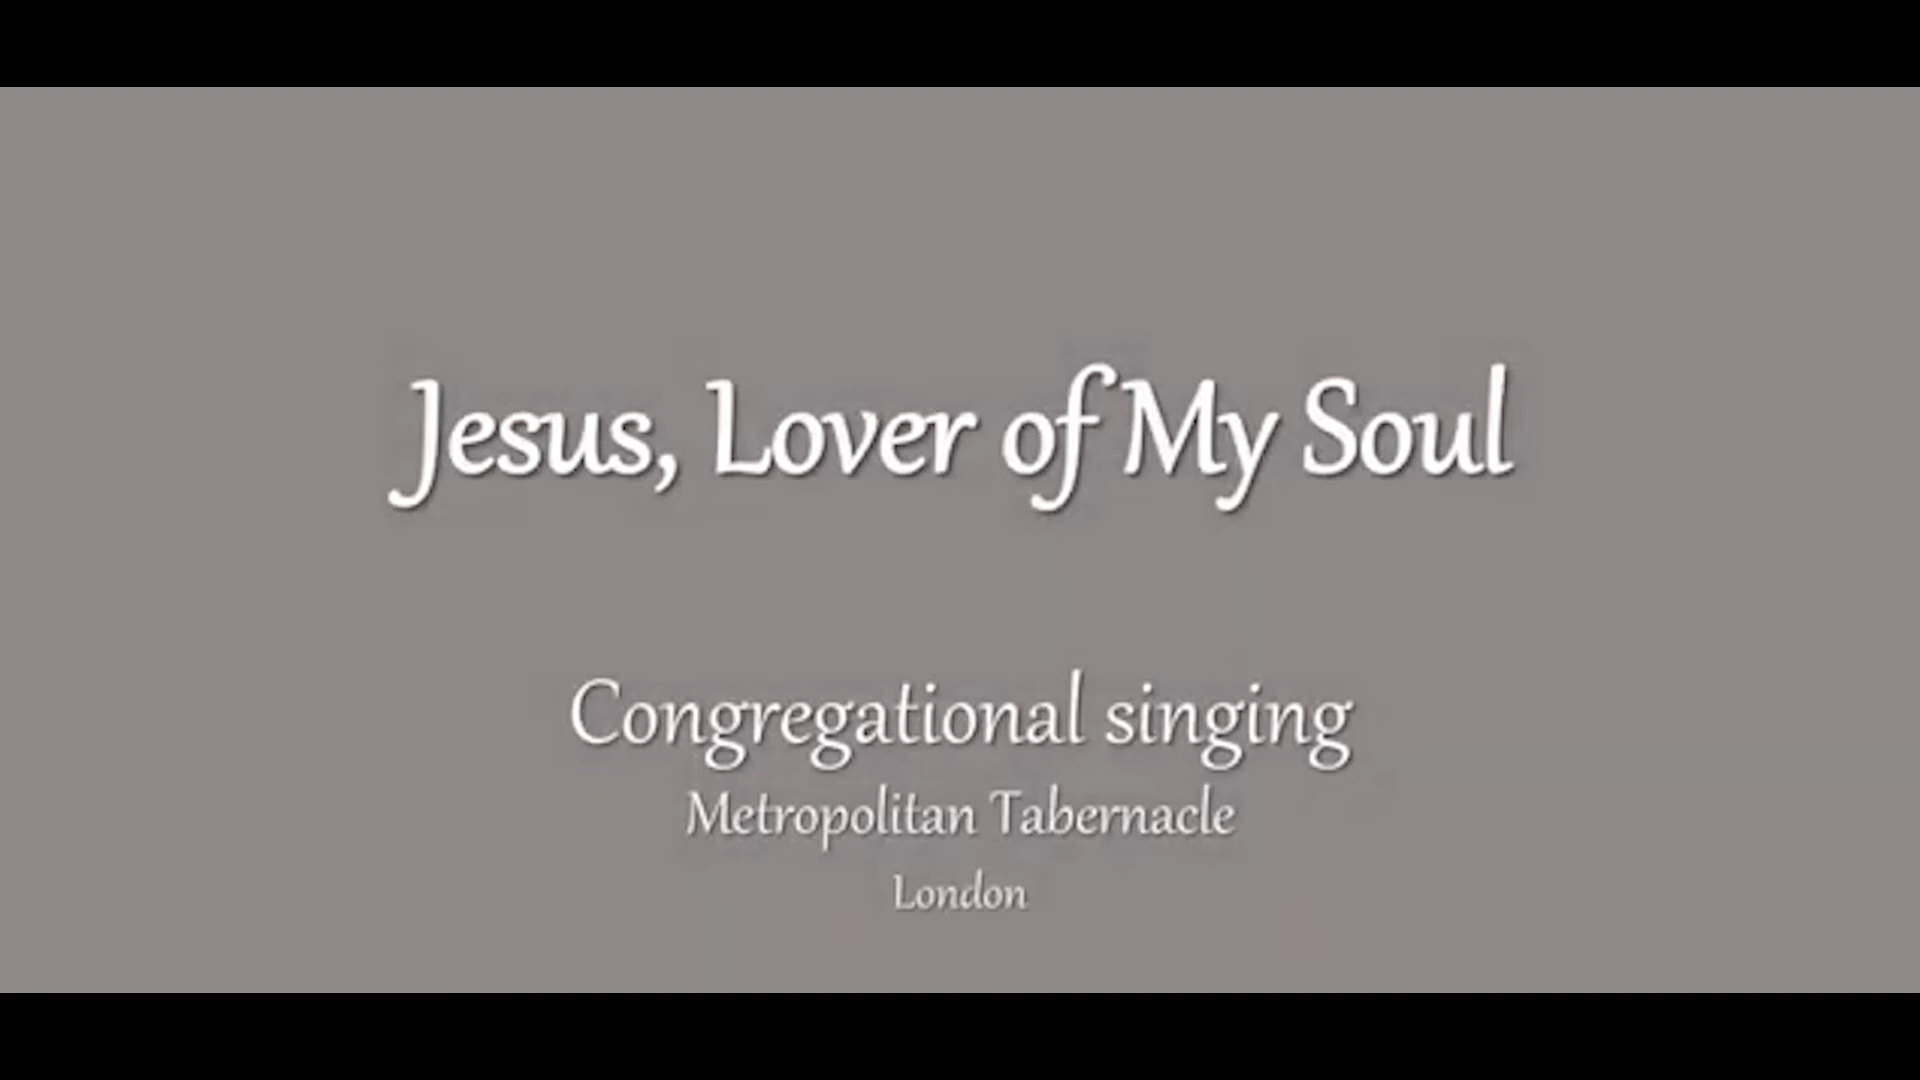 Jesus, Lover of My Soul
Congregational singing
Metropolitan Tabernacle
London